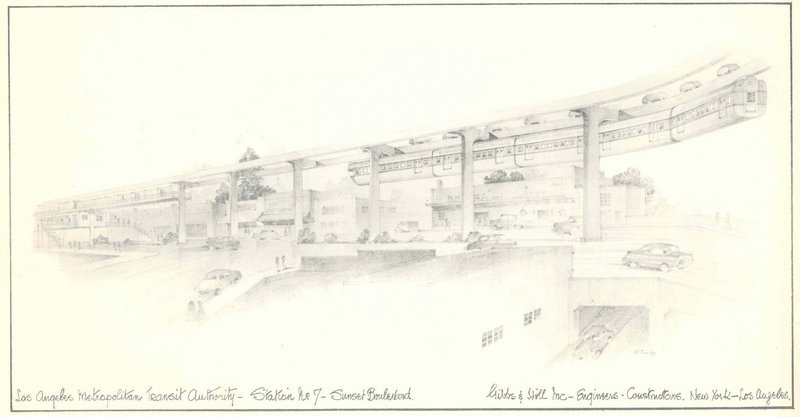 Los Angeles Metropolitan Transit Authority - Station No 7 - Sunset Boulevard.
Gibbs & Hill Inc - Engineers - Constructors. New York - Los Angeles.